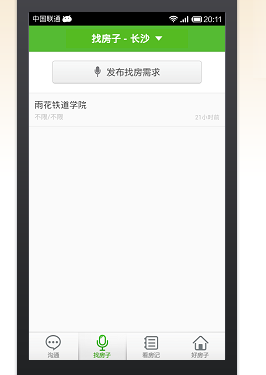 中国联通 20:11
找房子 - 长沙
发布找房需求
雨花铁道学院
不限/不限 21小时前
沟通 找房子 看房记 好房子